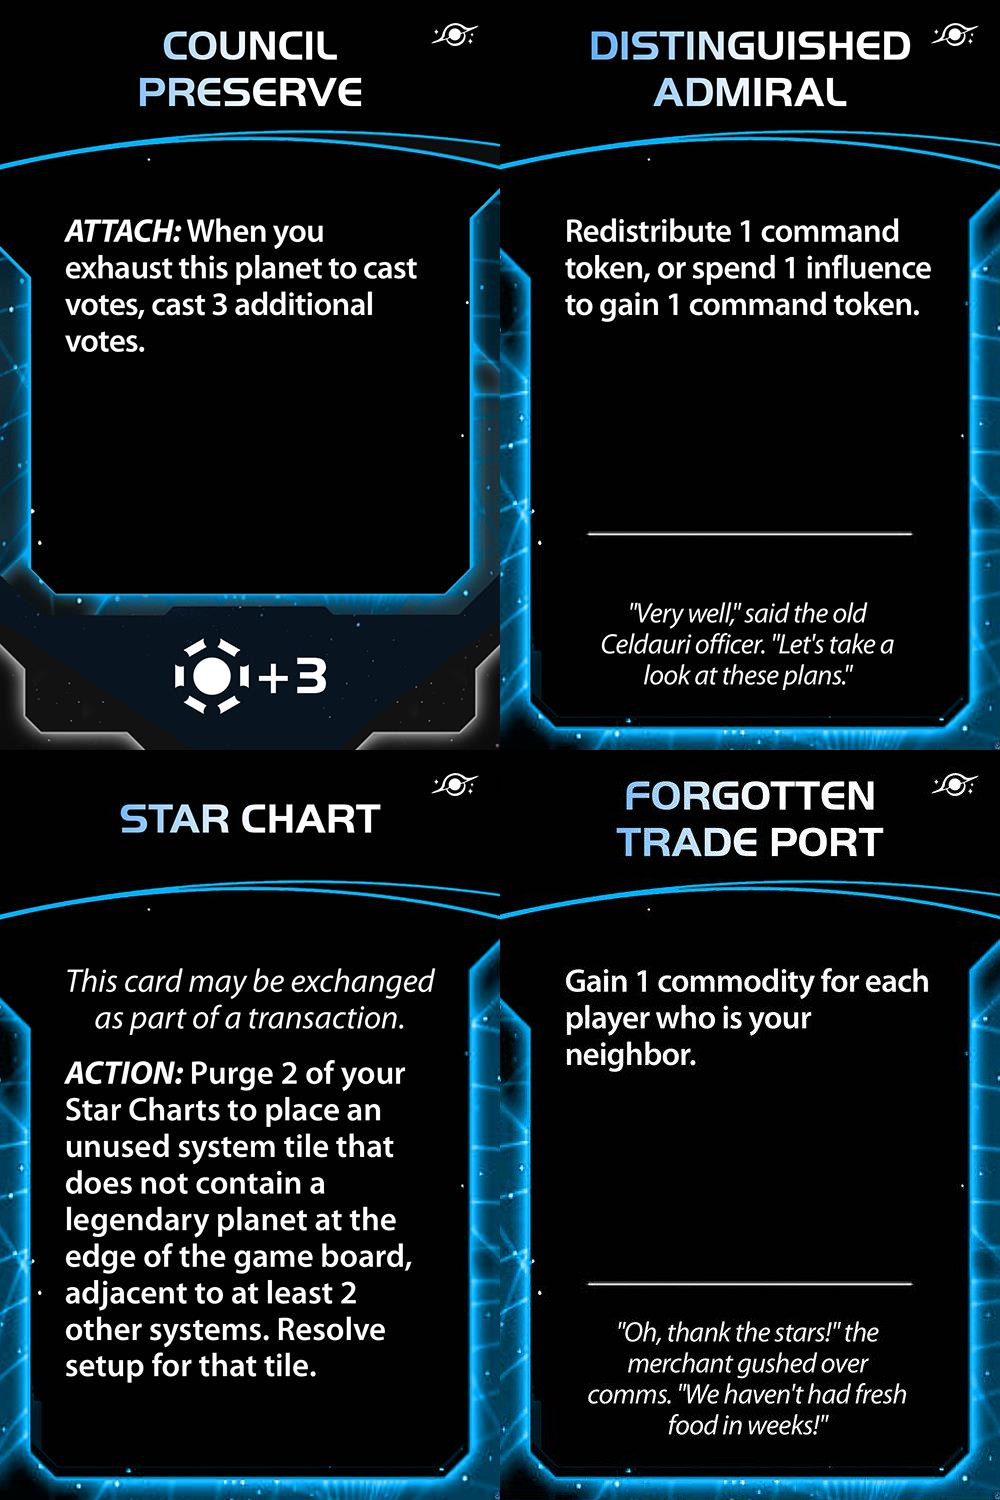 COUNCIL
PRESERVE
ATTACH: When you
exhaust this planet to cast
votes, cast 3 additional
votes.
+3
DISTINGUISHED
ADMIRAL
Redistribute 1 command
token, or spend 1 influence
to gain 1 command token.
"Very well," said the old
Celdauri officer. "Let's take a
look at these plans."
STAR CHART
This card may be exchanged
as part of a transaction.
ACTION: Purge 2 of your
Star Charts to place an
unused system tile that
does not contain a
legendary planet at the
edge of the game board,
adjacent to at least 2
other systems. Resolve
setup for that tile.
FORGOTTEN
TRADE PORT
Gain 1 commodity for each
player who is your
neighbor.
"Oh, thank the stars!" the
merchant gushed over
comms. "We haven't had fresh
food in weeks!"